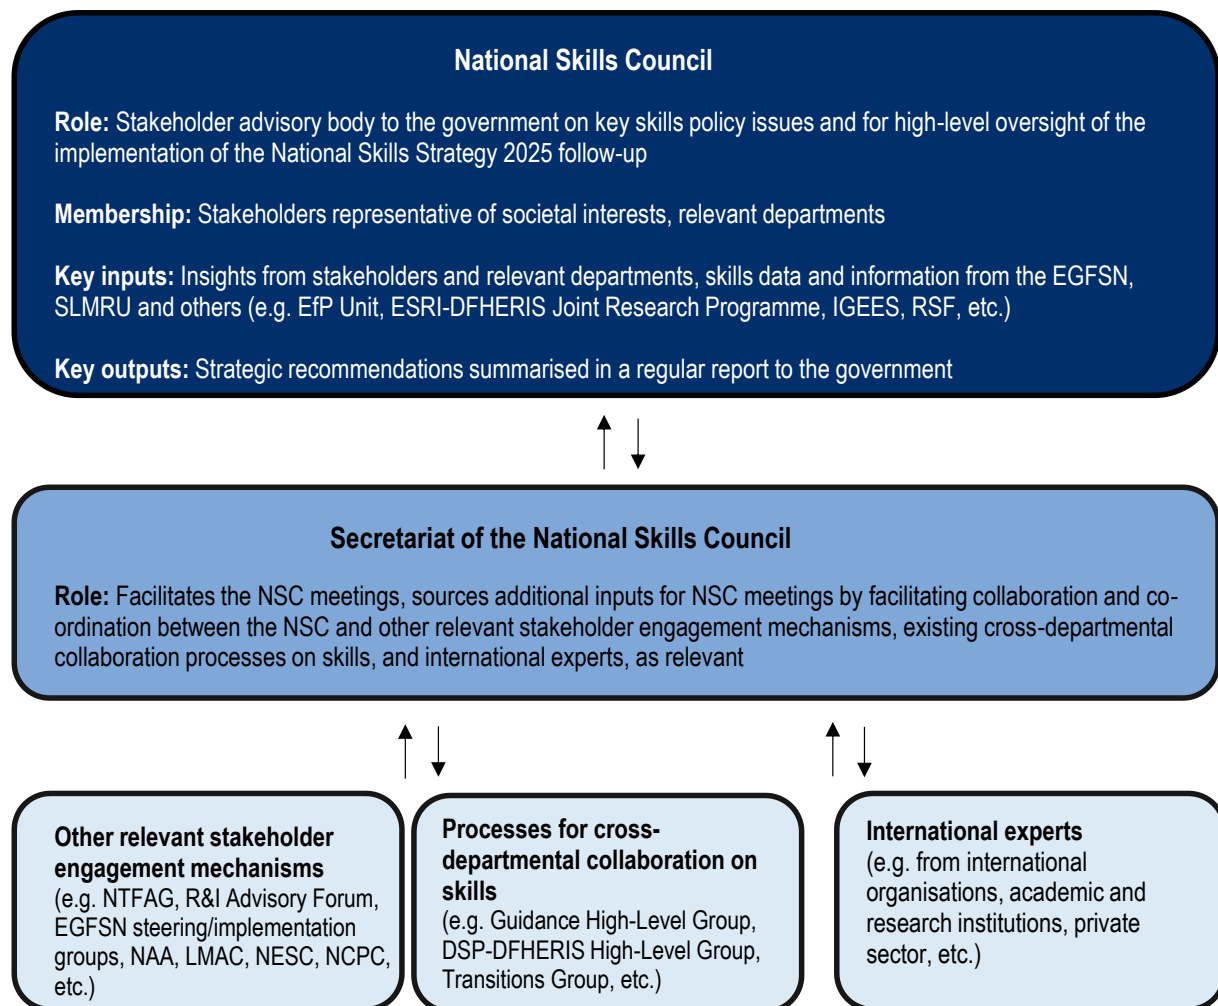 National Skills Council
Role: Stakeholder advisory body to the government on key skills policy issues and for high-level oversight of the
implementation of the National Skills Strategy 2025 follow-up
Membership: Stakeholders representative of societal interests, relevant departments
Key inputs: Insights from stakeholders and relevant departments, skills data and information from the EGFSN,
SLMRU and others (e.g. EfP Unit, ESRI-DFHERIS Joint Research Programme, IGEES, RSF, etc.)
Key outputs: Strategic recommendations summarised in a regular report to the government
Secretariat of the National Skills Council
Role: Facilitates the NSC meetings, sources additional inputs for NSC meetings by facilitating collaboration and co-
ordination between the NSC and other relevant stakeholder engagement mechanisms, existing cross-departmental
collaboration processes on skills, and international experts, as relevant
Other relevant stakeholder
engagement mechanisms
(e.g. NTFAG, R&I Advisory Forum,
EGFSN steering/implementation
groups, NAA, LMAC, NESC, NCPC,
etc.)
Processes for cross-
departmental collaboration on
skills
(e.g. Guidance High-Level Group,
DSP-DFHERIS High-Level Group,
Transitions Group, etc.)
International experts
(e.g. from international
organisations, academic and
research institutions, private
sector, etc.)